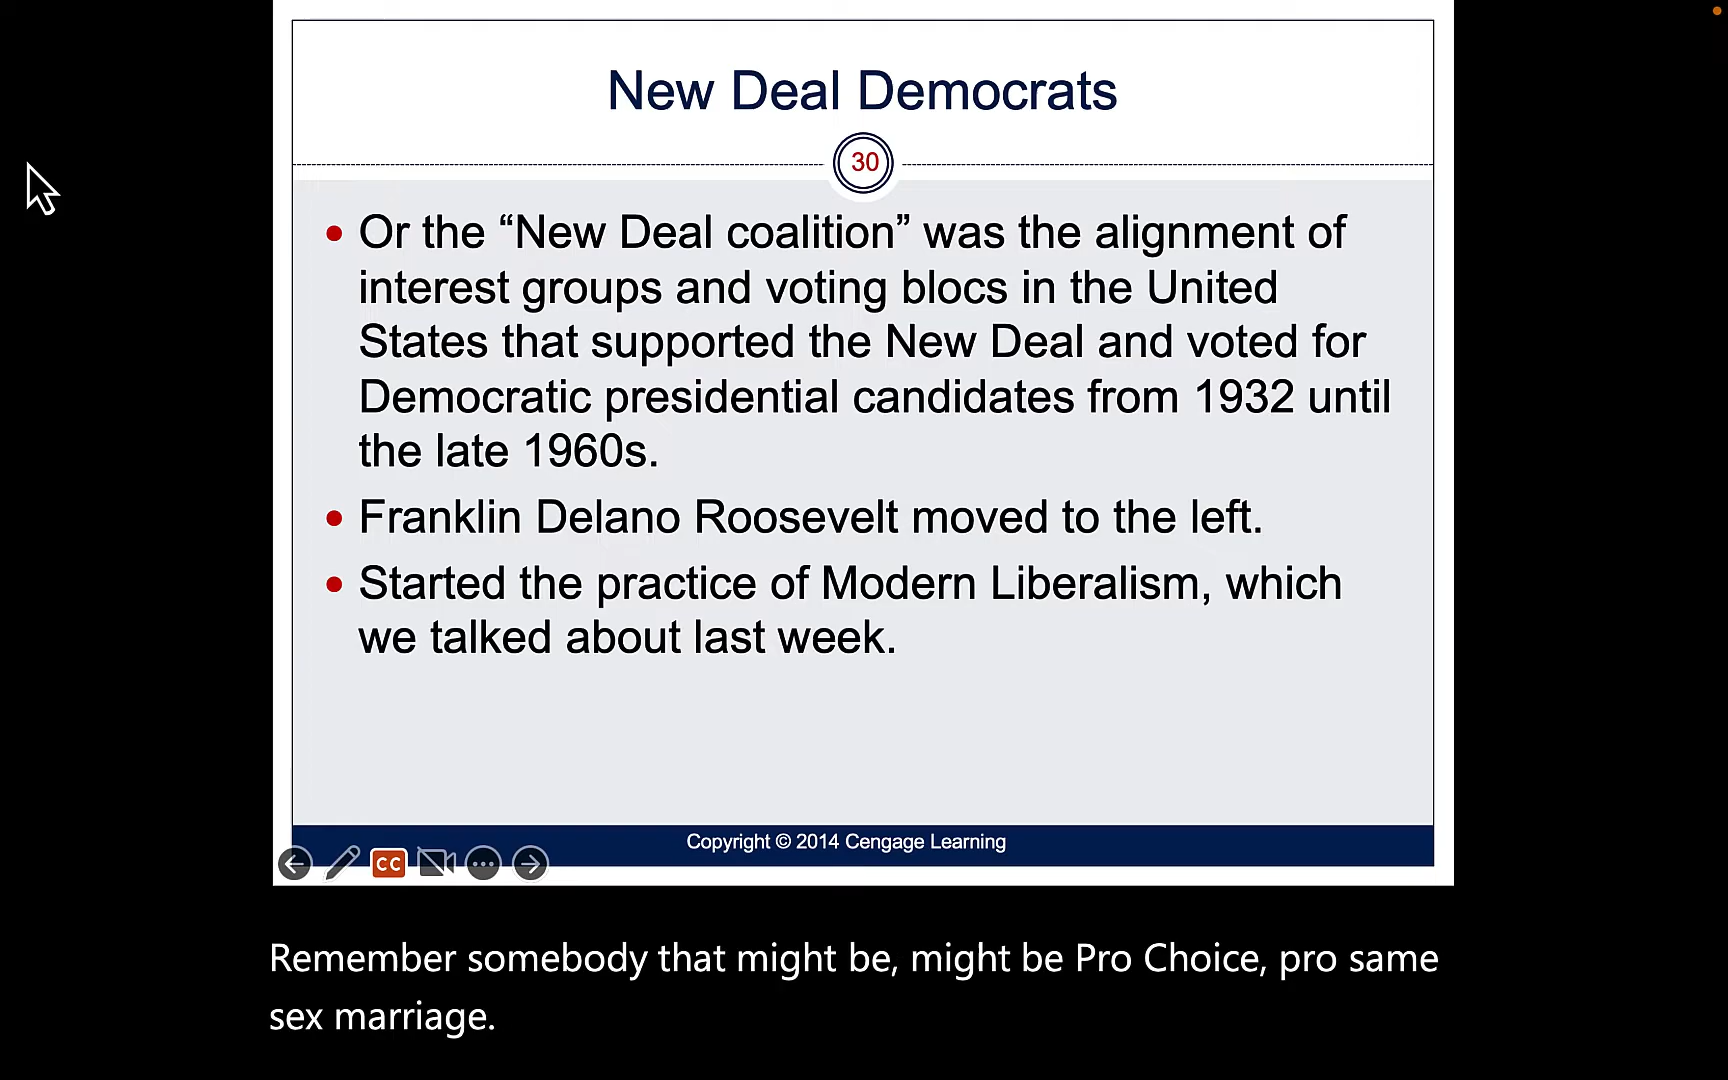 New Deal Democrats
30
• Or the “New Deal coalition” was the alignment of
interest groups and voting blocs in the United
States that supported the New Deal and voted for
Democratic presidential candidates from 1932 until
the late 1960s.
• Franklin Delano Roosevelt moved to the left.
• Started the practice of Modern Liberalism, which
we talked about last week.
Copyright © 2014 Cengage Learning
CC
Remember somebody that might be, might be Pro Choice, pro same
sex marriage.